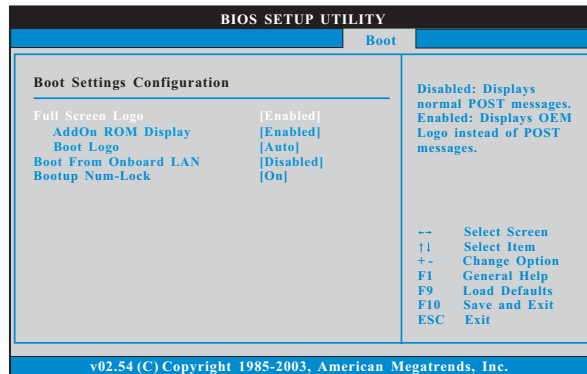 BIOS SETUP UTILITY
Boot
Boot Settings Configuration
Full Screen Logo [Enabled]
AddOn ROM Display [Enabled]
Boot Logo [Auto]
Boot From Onboard LAN [Disabled]
Bootup Num-Lock [On]
Disabled: Displays
normal POST messages.
Enabled: Displays OEM
Logo instead of POST
messages.
←→ Select Screen
↑↓ Select Item
+ - Change Option
F1 General Help
F9 Load Defaults
F10 Save and Exit
ESC Exit
v02.54 (C) Copyright 1985-2003, American Megatrends, Inc.